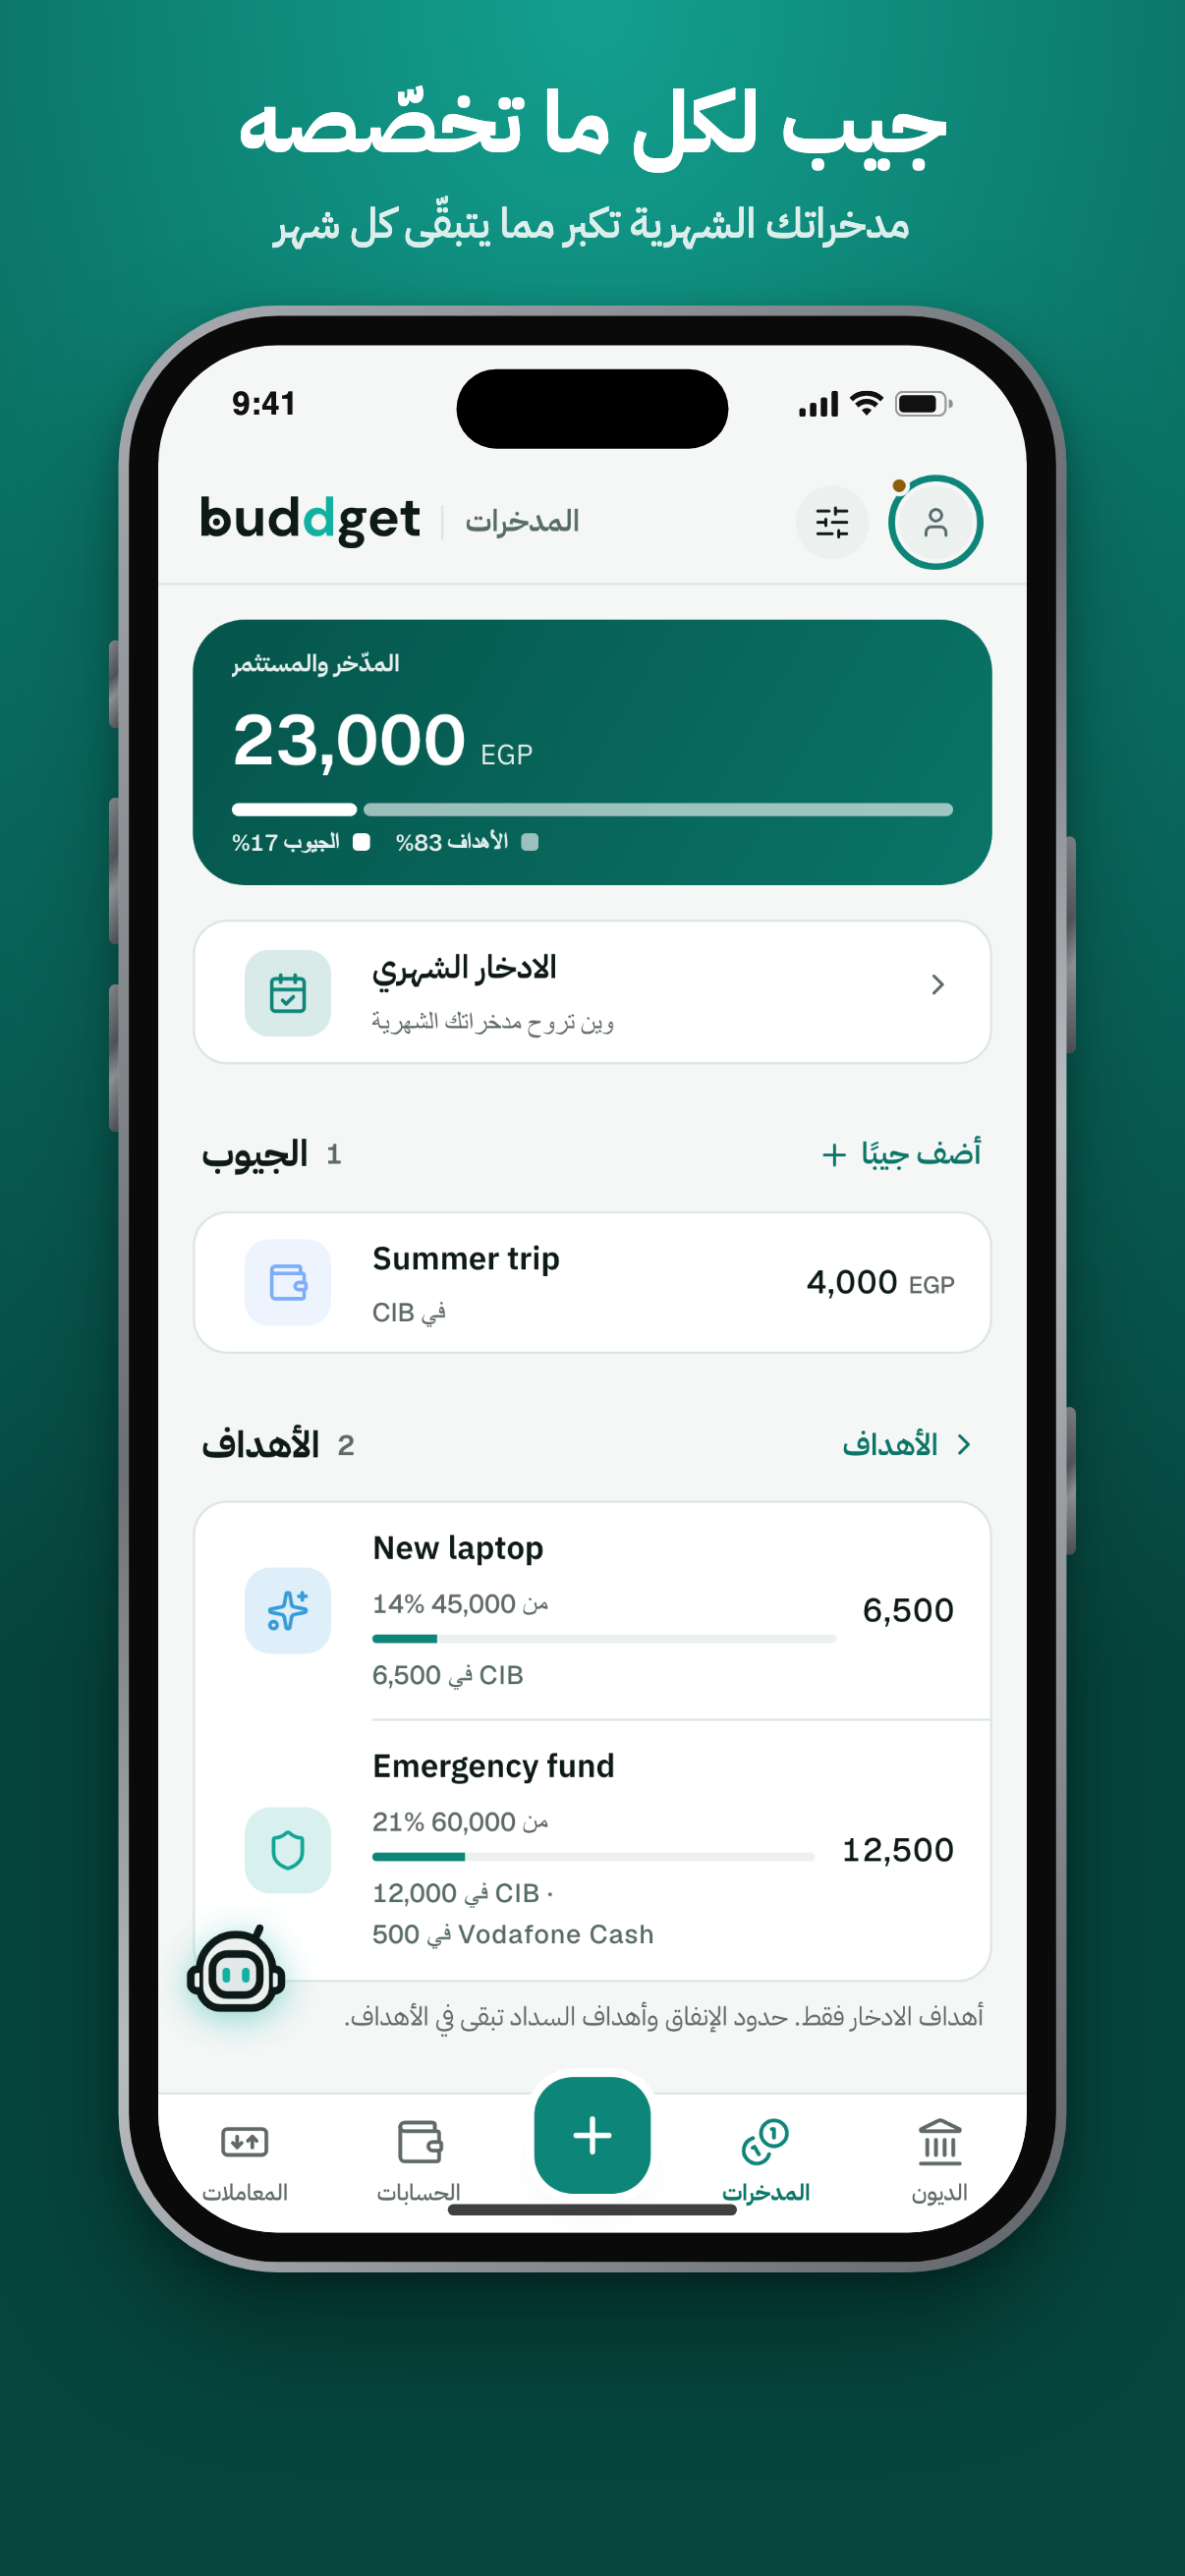 جيب لكل ما تخصّصه
مدخراتك الشهرية تكبر مما يتبقّى كل شهر
9:41
buddget | المدخرات
المدّخر والمستثمر
23,000 EGP
الجيوب 17% الأهداف 83%
الادخار الشهري
وين تروح مدخراتك الشهرية
الجيوب 1 أضف جيبًا +
Summer trip
4,000 EGP
في CIB
الأهداف 2 الأهداف
New laptop
14% من 45,000
6,500
6,500 في CIB
Emergency fund
21% من 60,000
12,500
12,000 في CIB ·
500 في Vodafone Cash
أهداف الادخار فقط. حدود الإنفاق وأهداف السداد تبقى في الأهداف.
المعاملات الحسابات المدخرات الديون